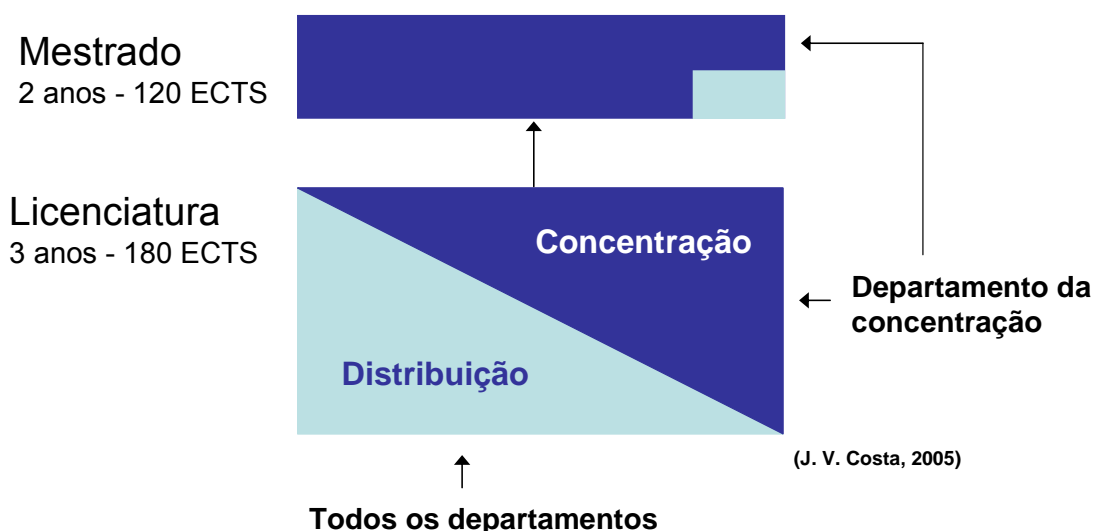 Mestrado
2 anos - 120 ECTS
Licenciatura
3 anos - 180 ECTS
Concentração
Departamento da
concentração
Distribuição
(J. V. Costa, 2005)
Todos os departamentos